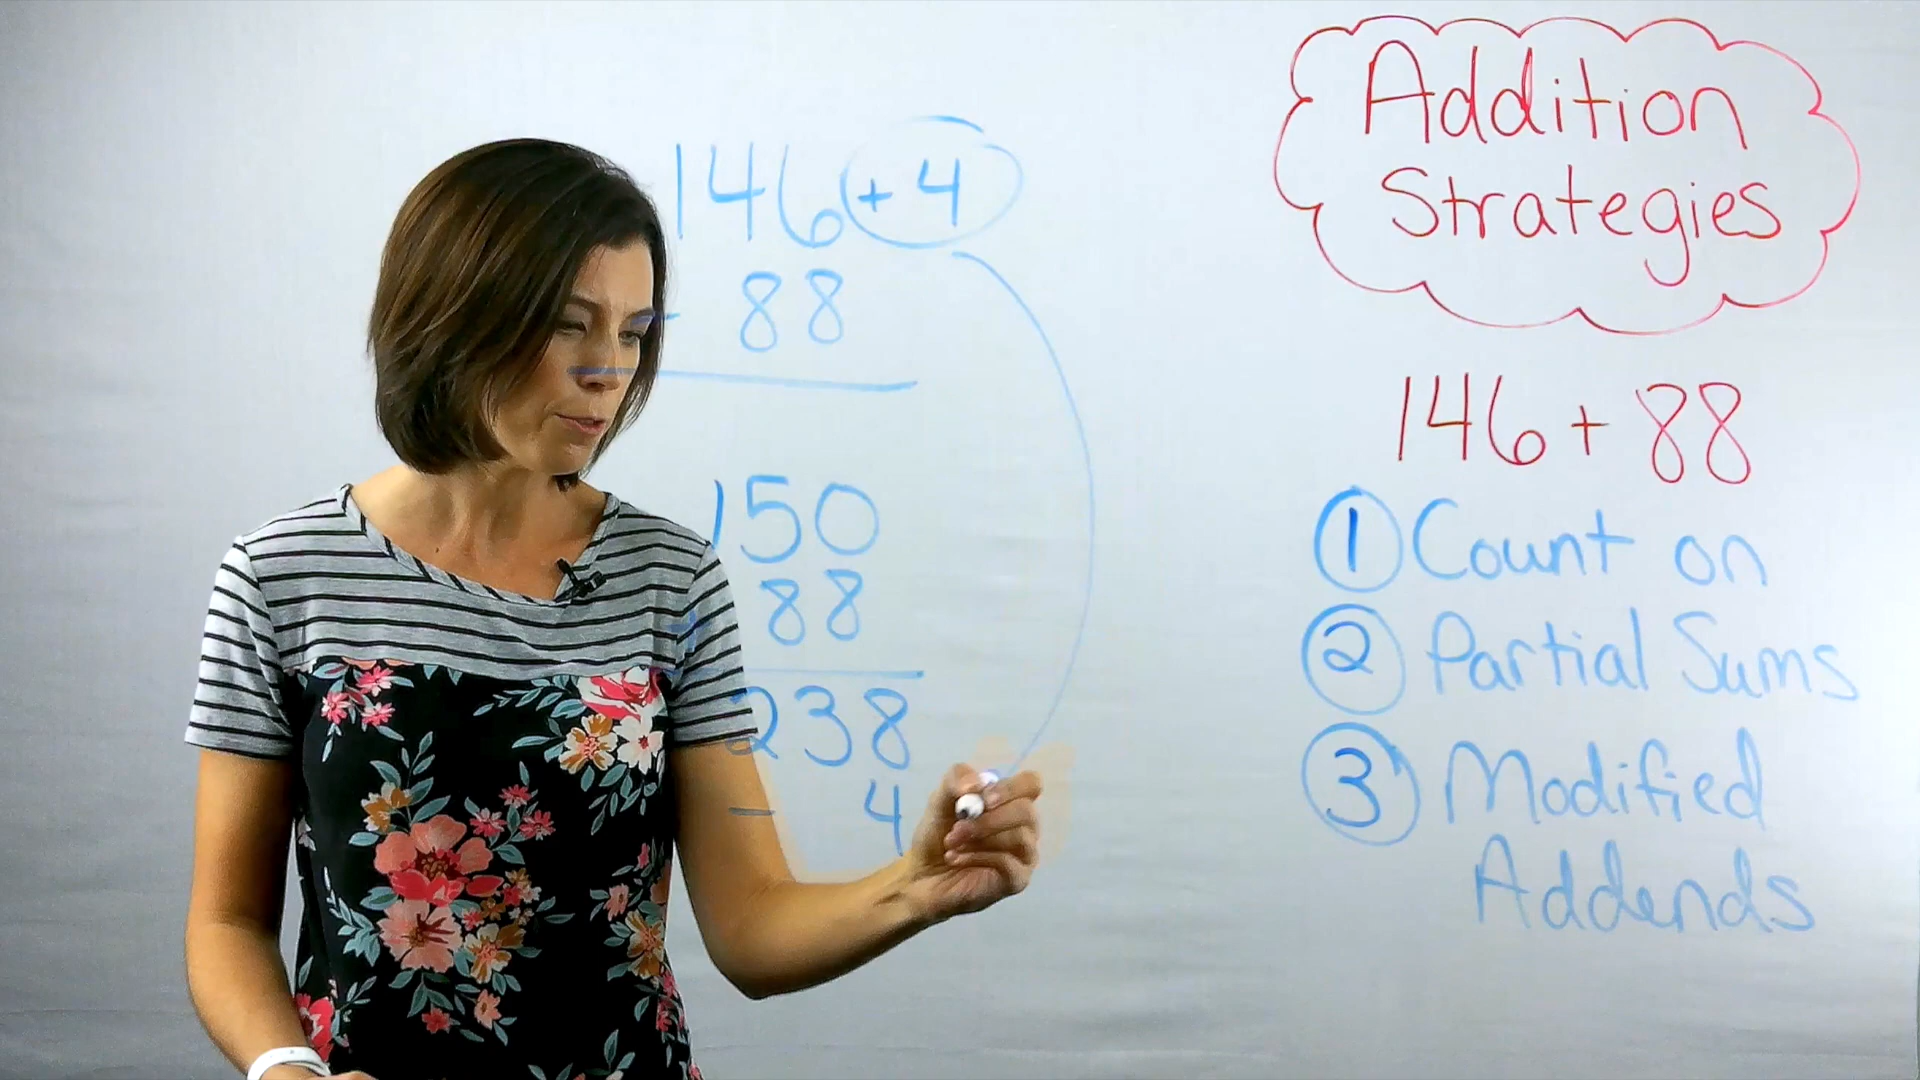 146 + 4
+ 88
150
+ 88
238
- 4
Addition
Strategies
146 + 88
① Count on
② Partial Sums
③ Modified
Addends